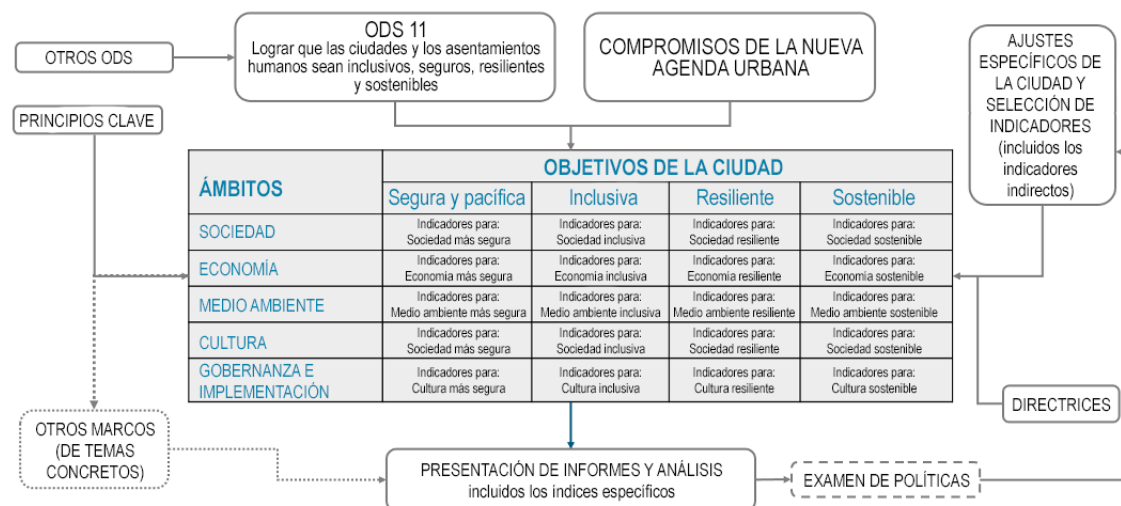 OTROS ODS
ODS 11
Lograr que las ciudades y los asentamientos
humanos sean inclusivos, seguros, resilientes
y sostenibles
COMPROMISOS DE LA NUEVA
AGENDA URBANA
AJUSTES
ESPECÍFICOS DE
LA CIUDAD Y
SELECCIÓN DE
INDICADORES
(incluidos los
indicadores
indirectos)
PRINCIPIOS CLAVE
ÁMBITOS
OBJETIVOS DE LA CIUDAD
Segura y pacífica Inclusiva Resiliente Sostenible
SOCIEDAD
Indicadores para: Indicadores para: Indicadores para: Indicadores para:
Sociedad más segura Sociedad inclusiva Sociedad resiliente Sociedad sostenible
ECONOMÍA
Indicadores para: Indicadores para: Indicadores para: Indicadores para:
Economía más segura Economía inclusiva Economía resiliente Economía sostenible
MEDIO AMBIENTE
Indicadores para: Indicadores para: Indicadores para: Indicadores para:
Medio ambiente más segura Medio ambiente inclusiva Medio ambiente resiliente Medio ambiente sostenible
CULTURA
Indicadores para: Indicadores para: Indicadores para: Indicadores para:
Sociedad más segura Sociedad inclusiva Sociedad resiliente Sociedad sostenible
GOBERNANZA E
IMPLEMENTACIÓN
Indicadores para: Indicadores para: Indicadores para: Indicadores para:
Cultura más segura Cultura inclusiva Cultura resiliente Cultura sostenible
DIRECTRICES
OTROS MARCOS
(DE TEMAS
CONCRETOS)
PRESENTACIÓN DE INFORMES Y ANÁLISIS
incluidos los indices específicos
EXAMEN DE POLÍTICAS